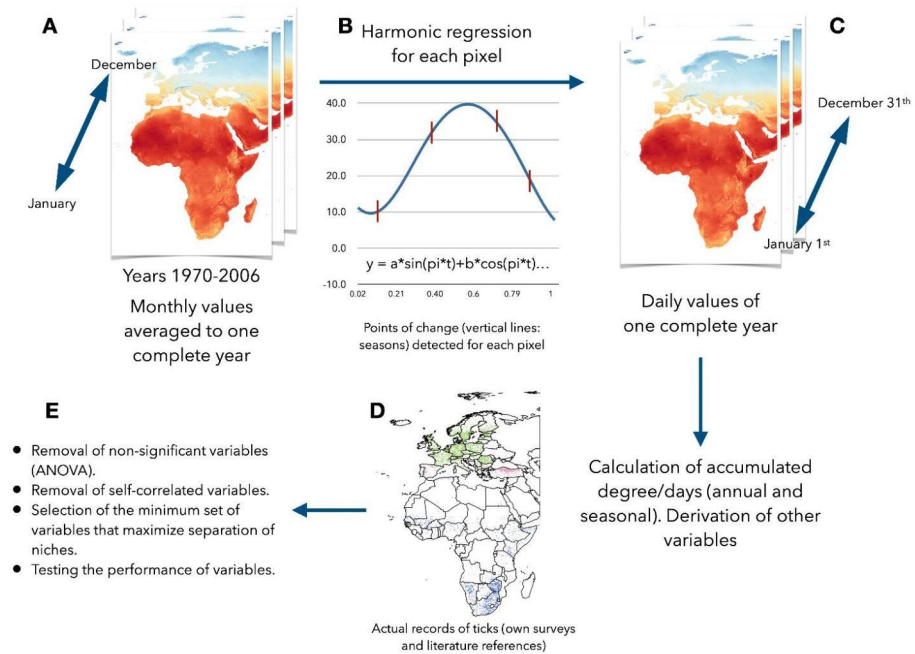 A
December
January
Years 1970-2006
Monthly values
averaged to one
complete year
B
Harmonic regression
for each pixel
40.0
30.0
20.0
10.0
0.0
-10.0
y = a*sin(pi*t)+b*cos(pi*t)...
0.02 0.21 0.40 0.6 0.79 1
Points of change (vertical lines:
seasons) detected for each pixel
C
December 31th
January 1st
Daily values of
one complete year
Calculation of accumulated
degree/days (annual and
seasonal). Derivation of other
variables
D
Actual records of ticks (own surveys
and literature references)
E
● Removal of non-significant variables
(ANOVA).
● Removal of self-correlated variables.
● Selection of the minimum set of
variables that maximize separation of
niches.
● Testing the performance of variables.